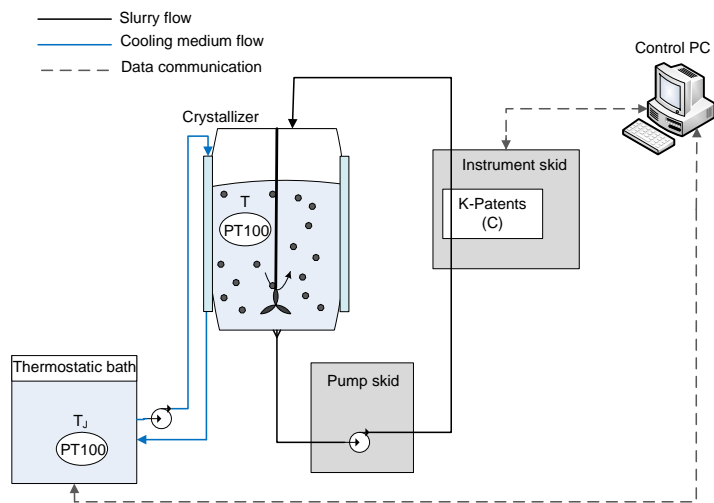 Slurry flow
Cooling medium flow
Data communication
Control PC
Crystallizer
Instrument skid
K-Patents
(C)
T
PT100
Thermostatic bath
Pump skid
T_J
PT100